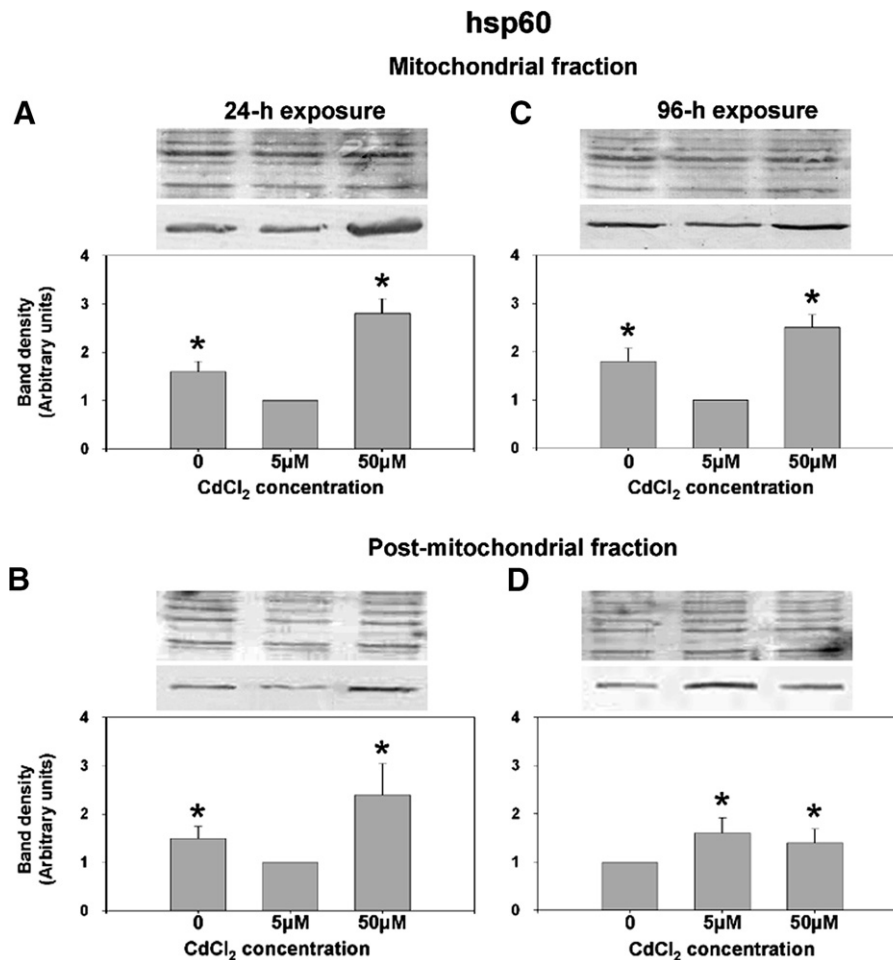 hsp60
Mitochondrial fraction
A
24-h exposure
C
96-h exposure
Band density
(Arbitrary units)
4
3
2
1
0
*
*
0
5µM
50µM
CdCl₂ concentration
4
3
2
1
0
*
*
0
5µM
50µM
CdCl₂ concentration
Post-mitochondrial fraction
B
D
Band density
(Arbitrary units)
4
3
2
1
0
*
*
0
5µM
50µM
CdCl₂ concentration
4
3
2
1
0
*
*
0
5µM
50µM
CdCl₂ concentration